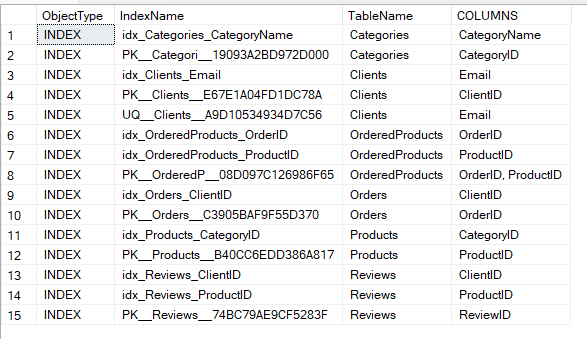 ObjectType IndexName TableName COLUMNS
1 INDEX idx_Categories_CategoryName Categories CategoryName
2 INDEX PK__Categori__19093A2BD972D000 Categories CategoryID
3 INDEX idx_Clients_Email Clients Email
4 INDEX PK__Clients__E67E1A04FD1DC78A Clients ClientID
5 INDEX UQ__Clients__A9D10534934D7C56 Clients Email
6 INDEX idx_OrderedProducts_OrderID OrderedProducts OrderID
7 INDEX idx_OrderedProducts_ProductID OrderedProducts ProductID
8 INDEX PK__OrderedP__08D097C126986F65 OrderedProducts OrderID, ProductID
9 INDEX idx_Orders_ClientID Orders ClientID
10 INDEX PK__Orders__C3905BAF9F55D370 Orders OrderID
11 INDEX idx_Products_CategoryID Products CategoryID
12 INDEX PK__Products__B40CC6EDD386A817 Products ProductID
13 INDEX idx_Reviews_ClientID Reviews ClientID
14 INDEX idx_Reviews_ProductID Reviews ProductID
15 INDEX PK__Reviews__74BC79AE9CF5283F Reviews ReviewID